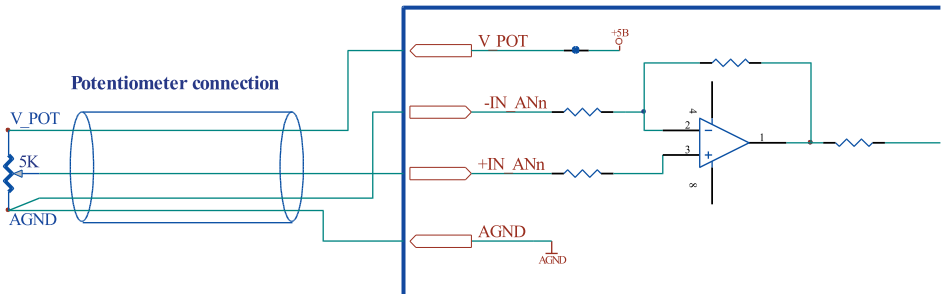 +5B
V_POT
Potentiometer connection
-IN_ANn
4
V_POT
2
1
3
5K
+IN_ANn
8
AGND
AGND
AGND